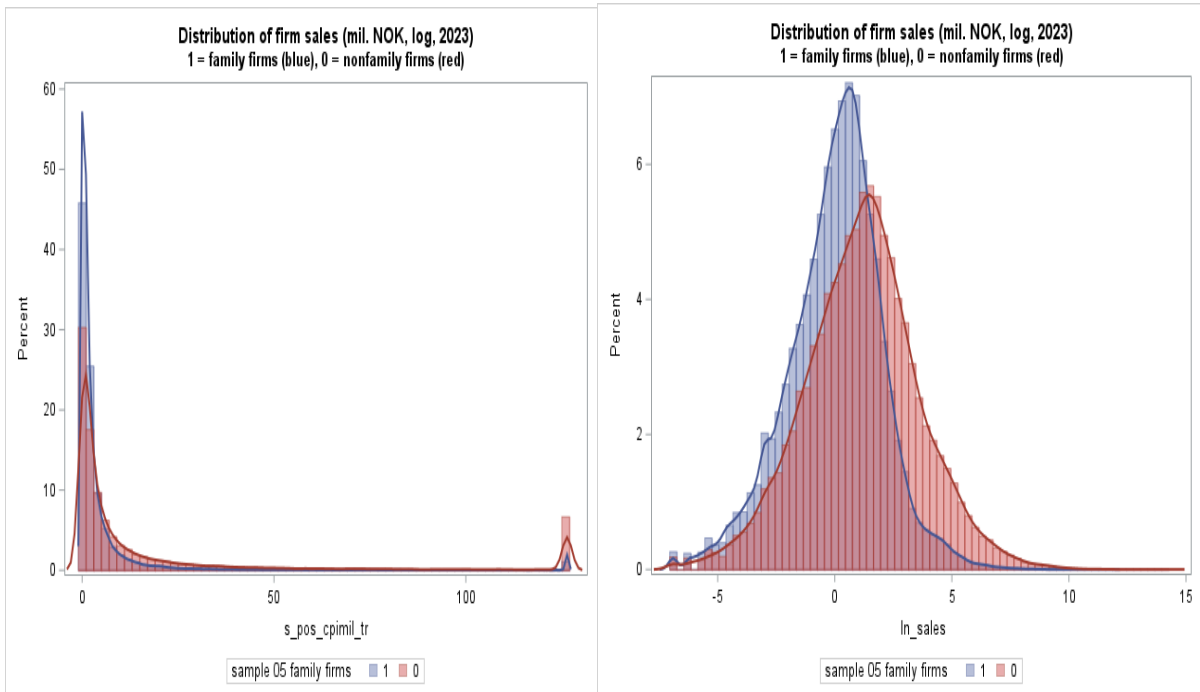 Distribution of firm sales (mil. NOK, log, 2023)
1 = family firms (blue), 0 = nonfamily firms (red)
60
50
40
30
20
10
0
Percent
0 50 100
s_pos_cpimil_tr
sample 05 family firms 1 0
Distribution of firm sales (mil. NOK, log, 2023)
1 = family firms (blue), 0 = nonfamily firms (red)
6
4
2
0
Percent
-5 0 5 10 15
ln_sales
sample 05 family firms 1 0